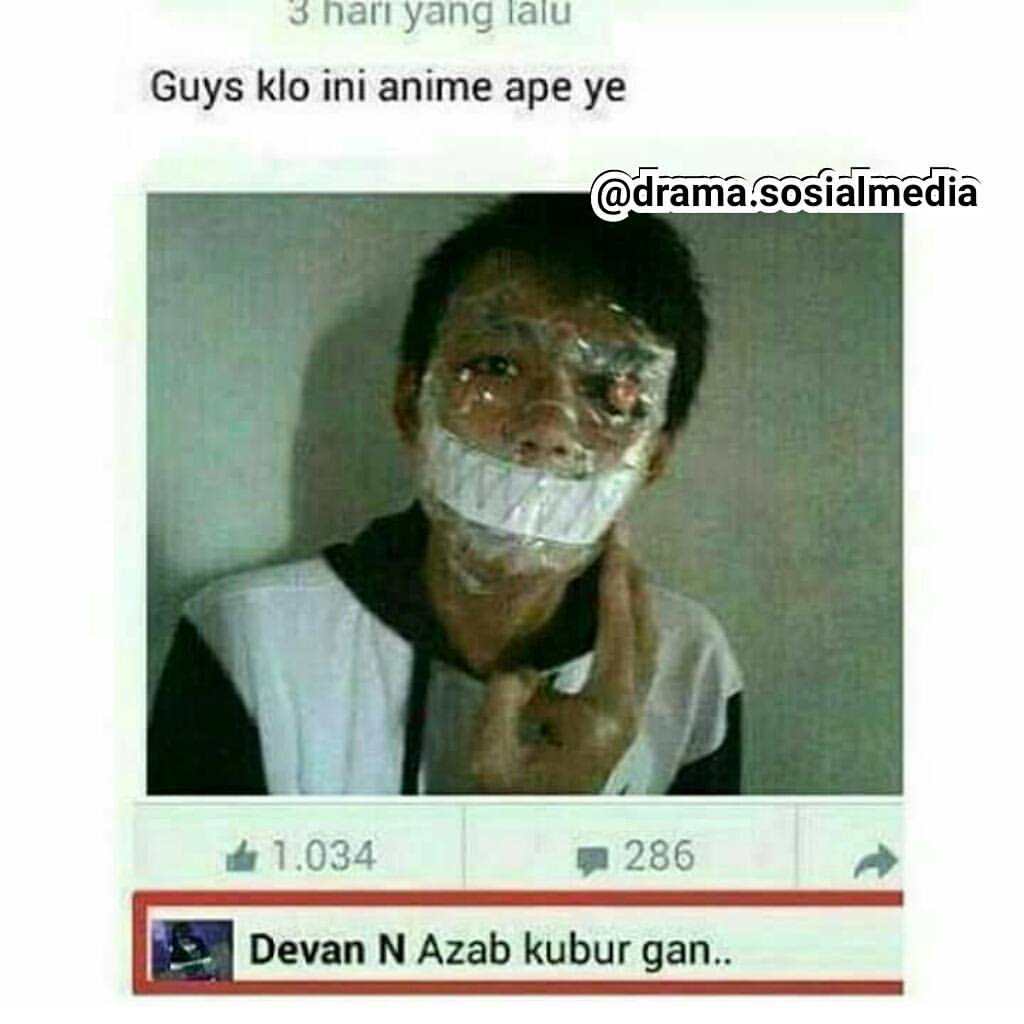 3 hari yang lalu
Guys klo ini anime ape ye
@drama.sosialmedia
1.034
286
Devan N Azab kubur gan..